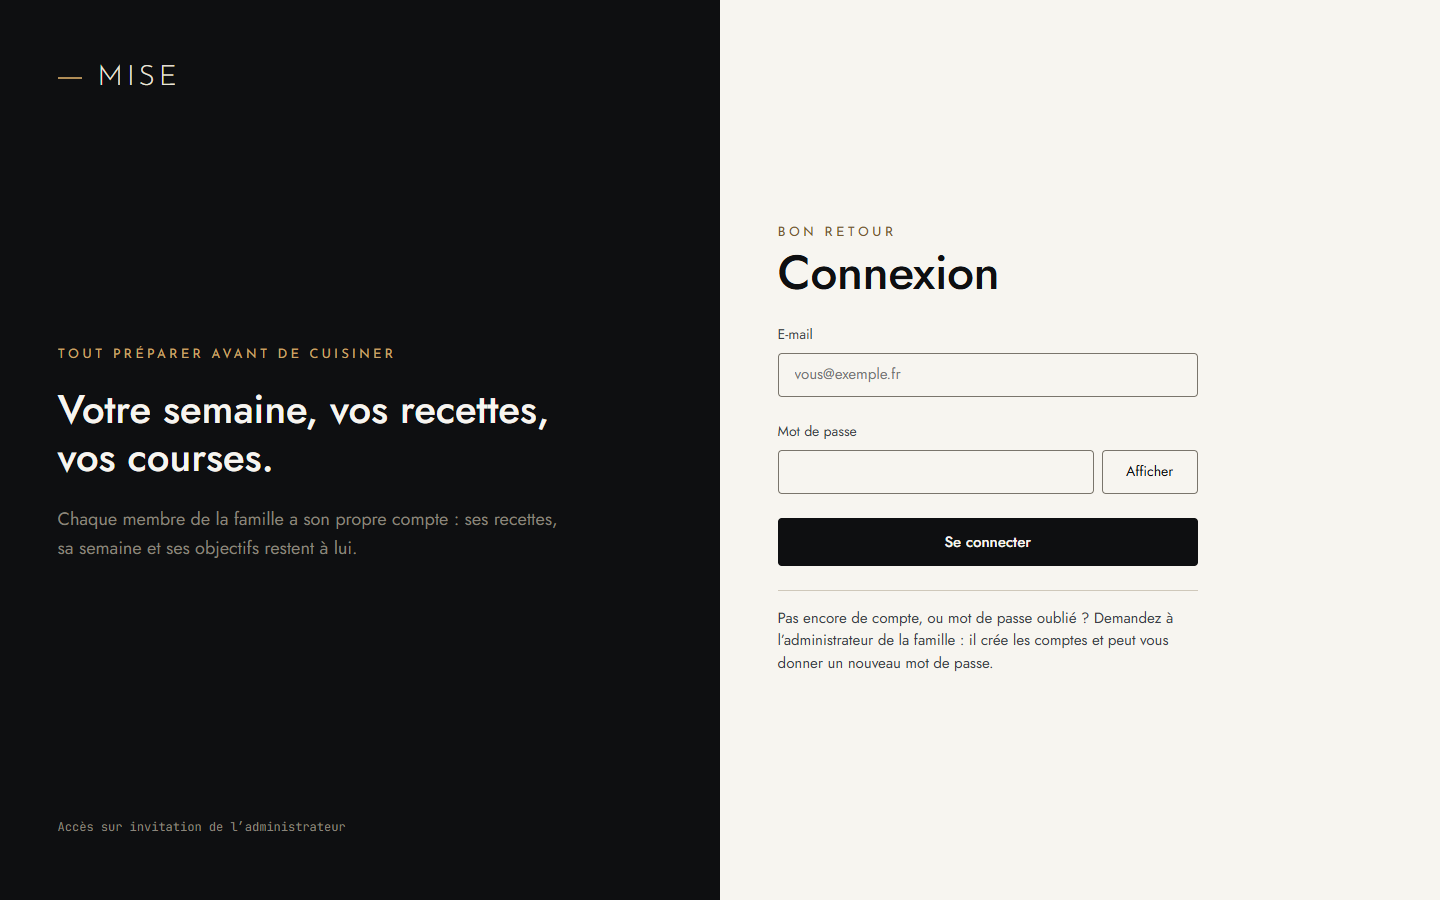 — MISE
TOUT PRÉPARER AVANT DE CUISINER
Votre semaine, vos recettes,
vos courses.
Chaque membre de la famille a son propre compte : ses recettes,
sa semaine et ses objectifs restent à lui.
Accès sur invitation de l’administrateur
BON RETOUR
Connexion
E-mail
vous@exemple.fr
Mot de passe
Afficher
Se connecter
Pas encore de compte, ou mot de passe oublié ? Demandez à
l’administrateur de la famille : il crée les comptes et peut vous
donner un nouveau mot de passe.